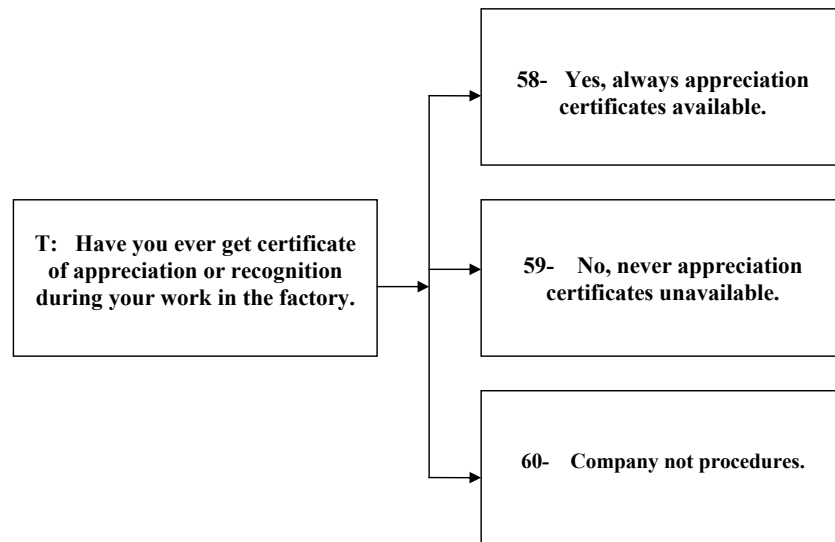 58- Yes, always appreciation
certificates available.
T: Have you ever get certificate
of appreciation or recognition
during your work in the factory.
59- No, never appreciation
certificates unavailable.
60- Company not procedures.